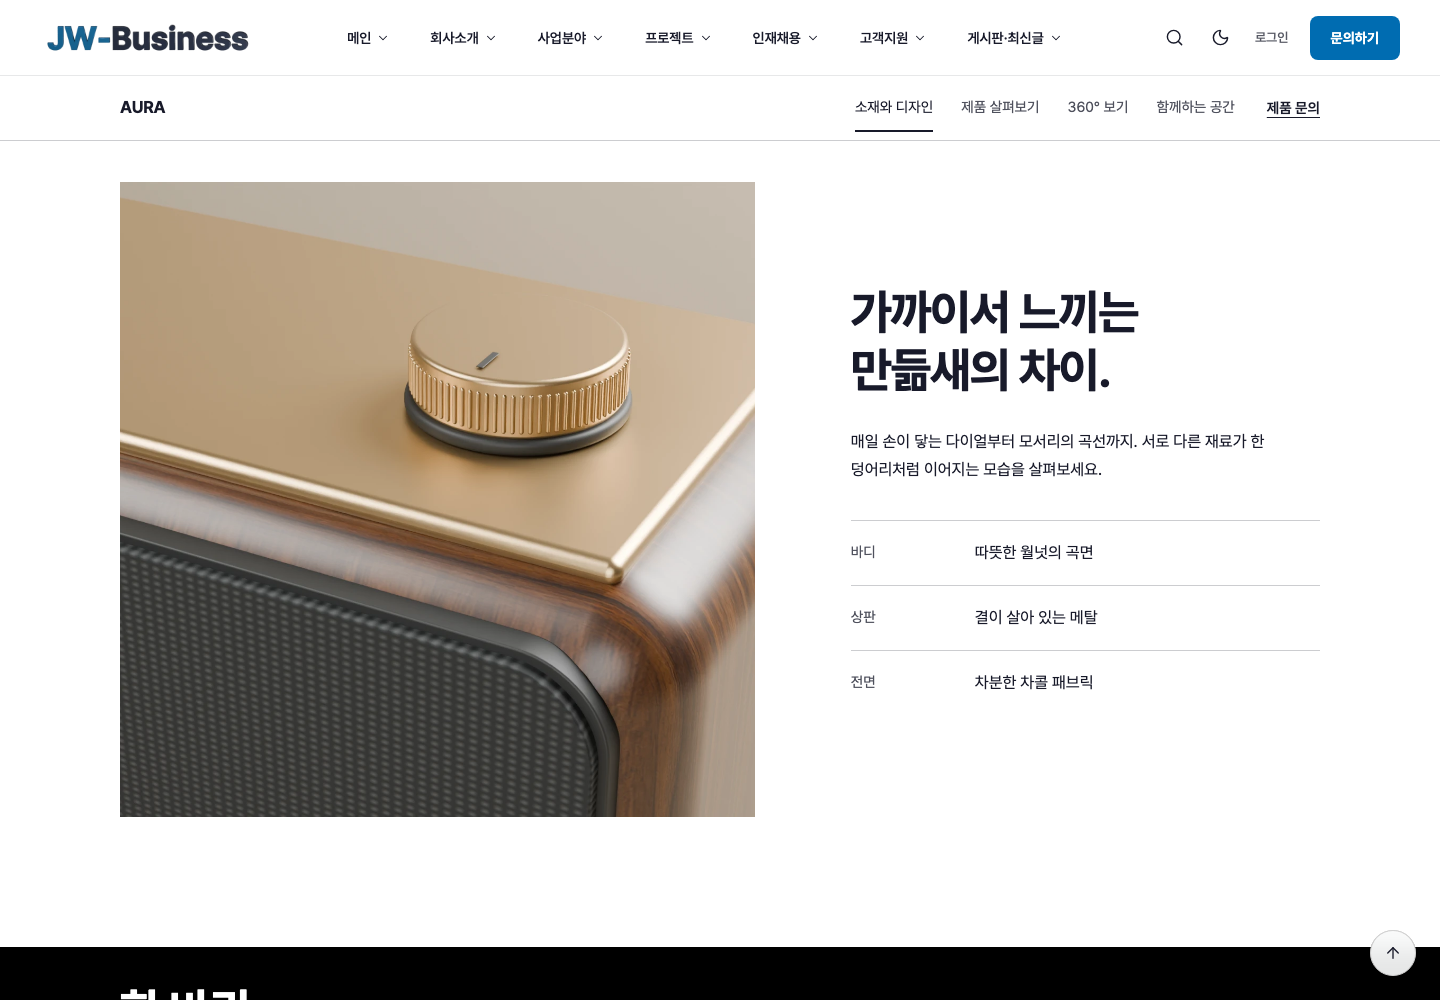 JW-Business
메인
회사소개
사업분야
프로젝트
인재채용
고객지원
게시판·최신글
로그인
문의하기
AURA
소재와 디자인
제품 살펴보기
360° 보기
함께하는 공간
제품 문의
가까이서 느끼는
만듦새의 차이.
매일 손이 닿는 다이얼부터 모서리의 곡선까지. 서로 다른 재료가 한
덩어리처럼 이어지는 모습을 살펴보세요.
바디
따뜻한 월넛의 곡면
상판
결이 살아 있는 메탈
전면
차분한 차콜 패브릭